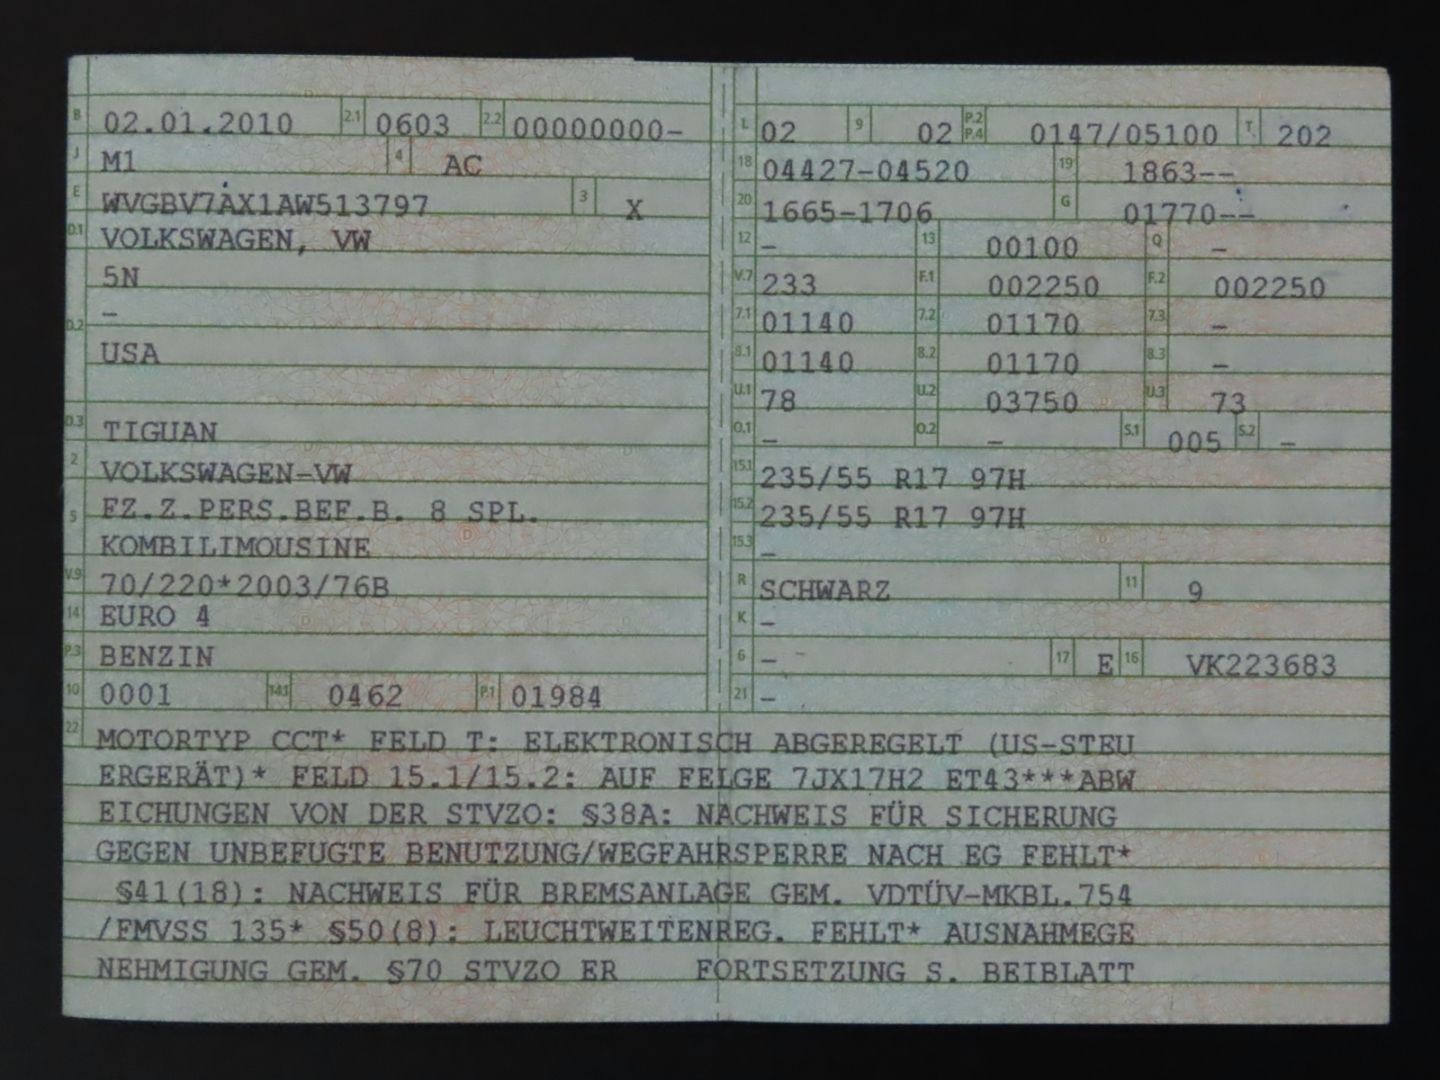 B 02.01.2010 2.1 0603 2.2 00000000-
J M1 4 AC
E WVGBV7AX1AW513797 3 X
D.1 VOLKSWAGEN, VW
5N
D.2 -
USA
D.3 TIGUAN
2 VOLKSWAGEN-VW
5 FZ.Z.PERS.BEF.B. 8 SPL.
KOMBILIMOUSINE
V.9 70/220*2003/76B
14 EURO 4
P.3 BENZIN
10 0001 14.1 0462 P.1 01984
L 02 9 02 P.2 P.4 0147/05100 T 202
18 04427-04520 19 1863--
20 1665-1706 G 01770--
12 - 13 00100 Q -
V.7 233 F.1 002250 F.2 002250
7.1 01140 7.2 01170 7.3 -
8.1 01140 8.2 01170 8.3 -
U.1 78 U.2 03750 U.3 73
O.1 - O.2 - S.1 005 S.2 -
15.1 235/55 R17 97H
15.2 235/55 R17 97H
15.3 -
R SCHWARZ 11 9
K -
6 - 17 E 16 VK223683
21 -
22 MOTORTYP CCT* FELD T: ELEKTRONISCH ABGEREGELT (US-STEU
ERGERÄT)* FELD 15.1/15.2: AUF FELGE 7JX17H2 ET43***ABW
EICHUNGEN VON DER STVZO: §38A: NACHWEIS FÜR SICHERUNG
GEGEN UNBEFUGTE BENUTZUNG/WEGFAHRSPERRE NACH EG FEHLT*
§41(18): NACHWEIS FÜR BREMSANLAGE GEM. VDTÜV-MKBL.754
/FMVSS 135* §50(8): LEUCHTWEITENREG. FEHLT* AUSNAHMEGE
NEHMIGUNG GEM. §70 STVZO ER FORTSETZUNG S. BEIBLATT